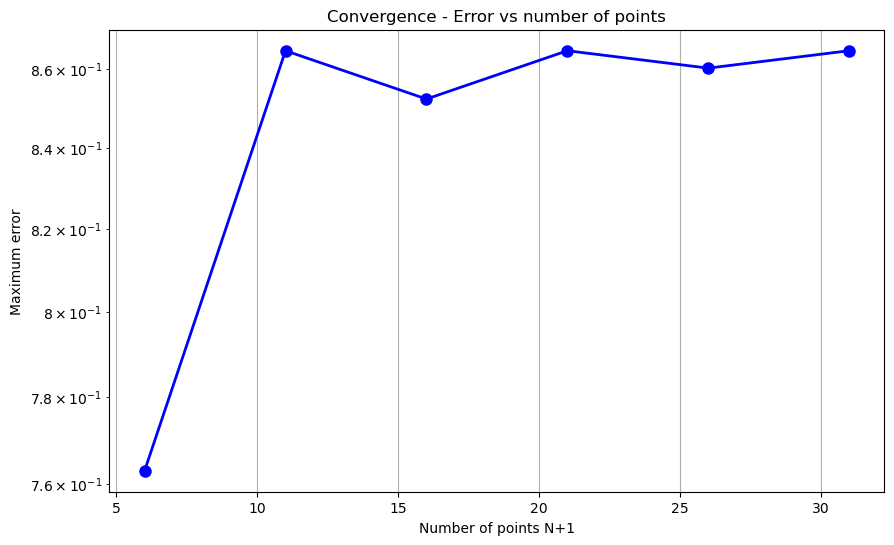 Convergence - Error vs number of points
Maximum error
8.6 × 10⁻¹
8.4 × 10⁻¹
8.2 × 10⁻¹
8 × 10⁻¹
7.8 × 10⁻¹
7.6 × 10⁻¹
5 10 15 20 25 30
Number of points N+1